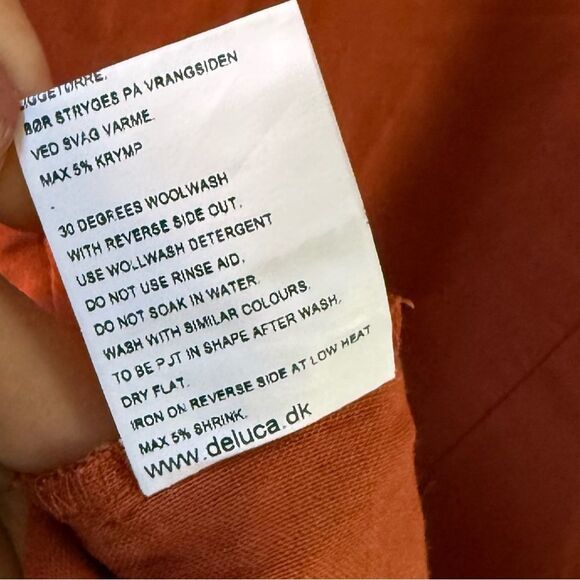 LIGGETØRRE.
BØR STRYGES PÅ VRANGSIDEN
VED SVAG VARME.
MAX 5% KRYMP
-
30 DEGREES WOOLWASH
WITH REVERSE SIDE OUT.
USE WOLLWASH DETERGENT
DO NOT USE RINSE AID.
DO NOT SOAK IN WATER.
WASH WITH SIMILAR COLOURS.
TO BE PUT IN SHAPE AFTER WASH.
DRY FLAT.
IRON ON REVERSE SIDE AT LOW HEAT
MAX 5% SHRINK.
www.deluca.dk